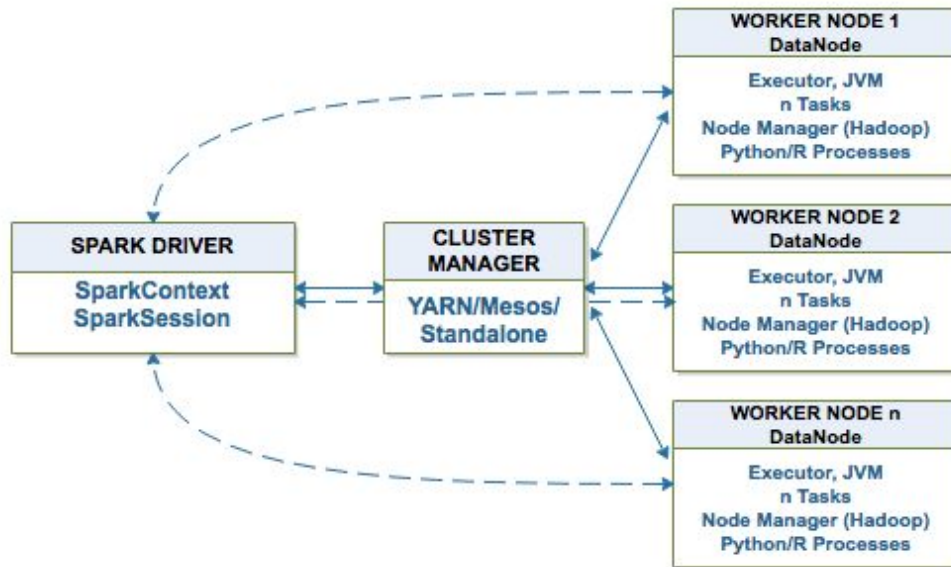 SPARK DRIVER
SparkContext
SparkSession
CLUSTER
MANAGER
YARN/Mesos/
Standalone
WORKER NODE 1
DataNode
Executor, JVM
n Tasks
Node Manager (Hadoop)
Python/R Processes
WORKER NODE 2
DataNode
Executor, JVM
n Tasks
Node Manager (Hadoop)
Python/R Processes
WORKER NODE n
DataNode
Executor, JVM
n Tasks
Node Manager (Hadoop)
Python/R Processes